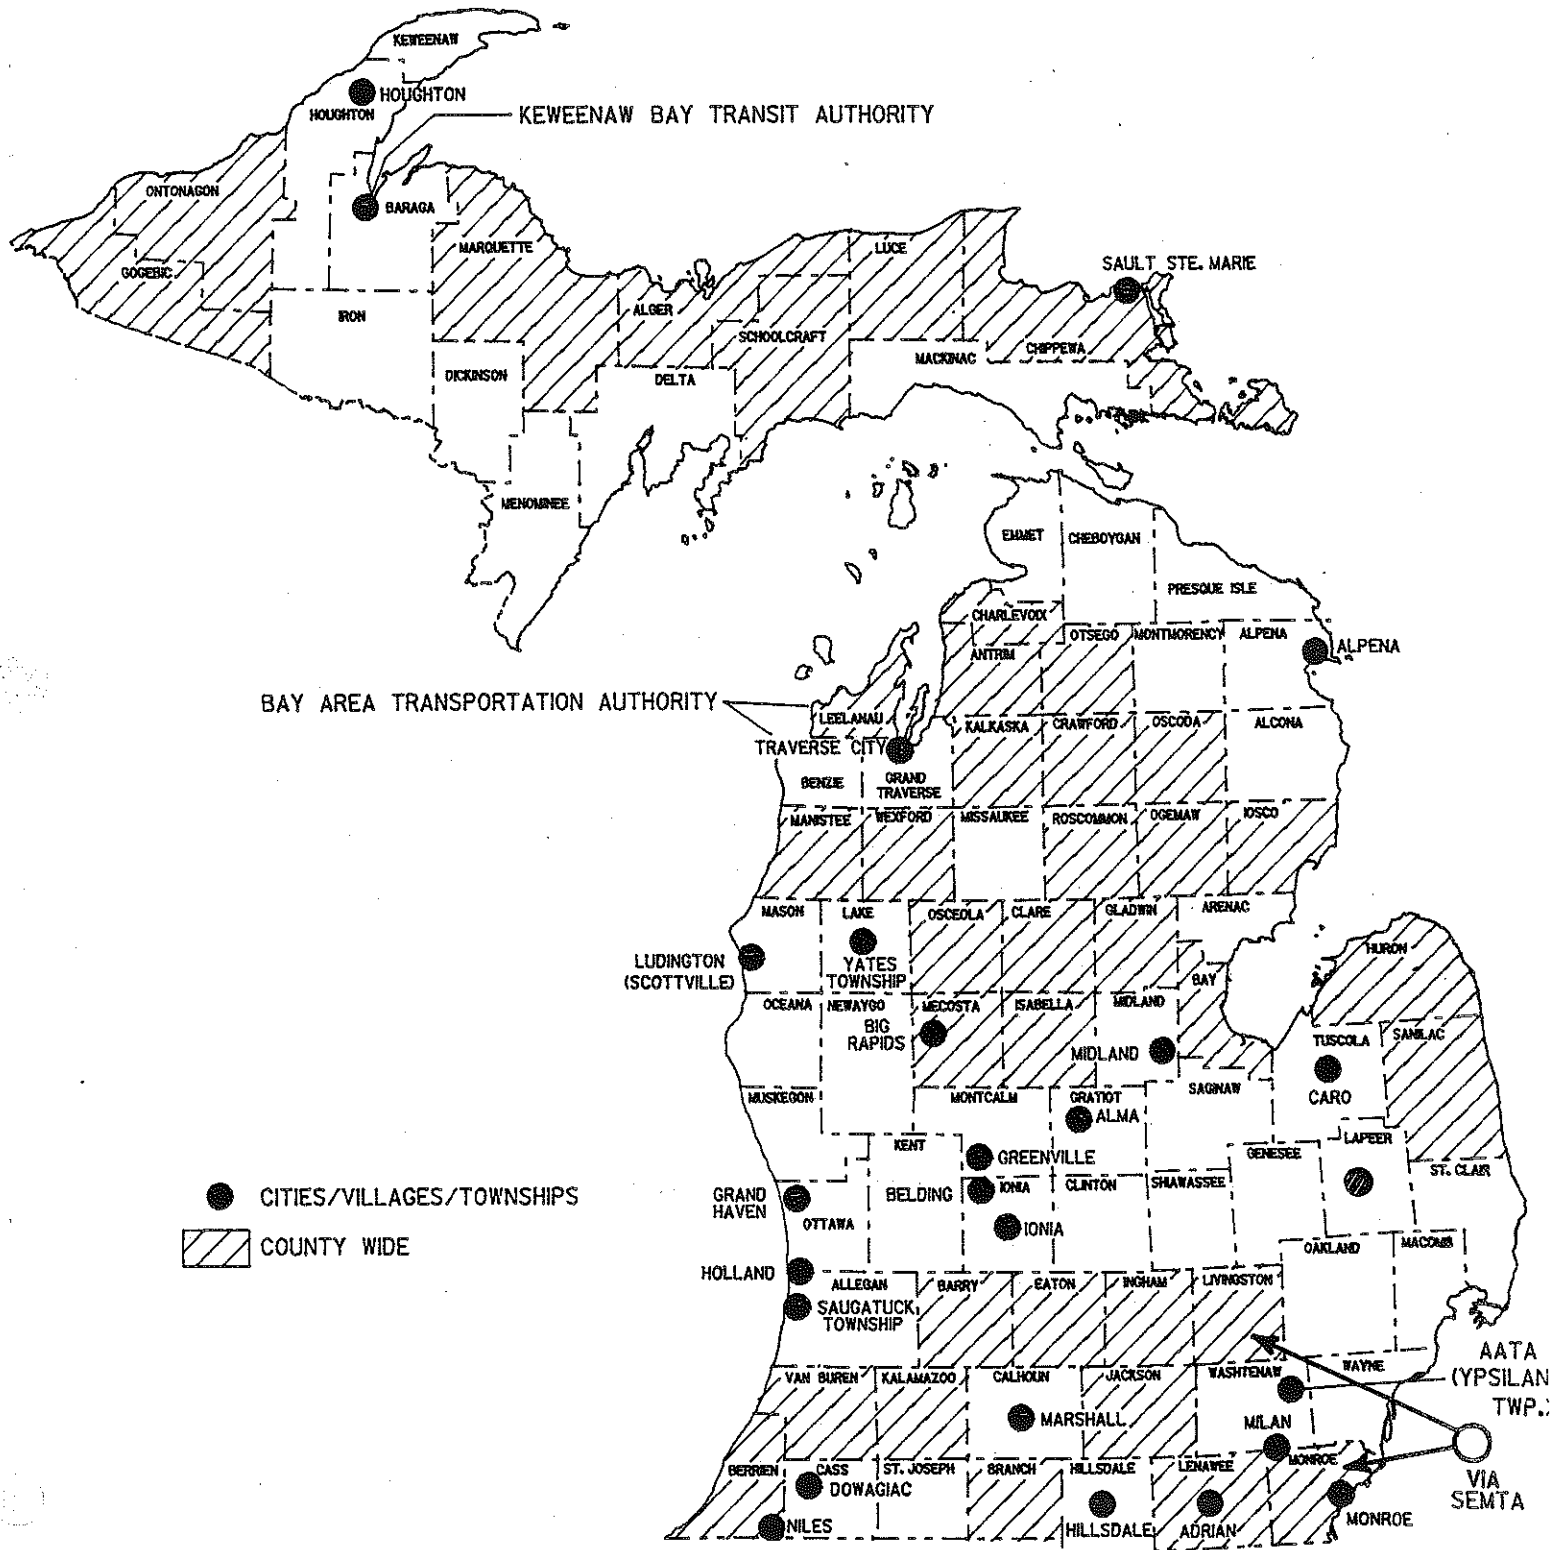 KEWEENAW
HOUGHTON
HOUGHTON
KEWEENAW BAY TRANSIT AUTHORITY
ONTONAGON
BARAGA
MARQUETTE
LUCE
GOGEBIC
SAULT STE. MARIE
IRON
ALGER
SCHOOLCRAFT
CHIPPEWA
MACKINAC
DICKINSON
DELTA
MENOMINEE
EMMET
CHEBOYGAN
PRESQUE ISLE
CHARLEVOIX
OTSEGO
MONTMORENCY
ALPENA
ALPENA
ANTRIM
BAY AREA TRANSPORTATION AUTHORITY
LEELANAU
KALKASKA
CRAWFORD
OSCODA
ALCONA
TRAVERSE CITY
BENZIE
GRAND
TRAVERSE
MANISTEE
WEXFORD
MISSAUKEE
ROSCOMMON
OGEMAW
IOSCO
MASON
LAKE
OSCEOLA
CLARE
GLADWIN
ARENAC
HURON
LUDINGTON
(SCOTTVILLE)
YATES
TOWNSHIP
BAY
OCEANA
NEWAYGO
MECOSTA
ISABELLA
MIDLAND
BIG
RAPIDS
MIDLAND
TUSCOLA
SANILAC
CARO
MUSKEGON
MONTCALM
GRATIOT
SAGINAW
ALMA
KENT
GREENVILLE
GENESEE
LAPEER
ST. CLAIR
CITIES/VILLAGES/TOWNSHIPS
GRAND
HAVEN
BELDING
IONIA
CLINTON
SHIAWASSEE
OTTAWA
IONIA
COUNTY WIDE
OAKLAND
MACOMB
HOLLAND
ALLEGAN
BARRY
EATON
INGHAM
LIVINGSTON
SAUGATUCK
TOWNSHIP
AATA
(YPSILAN
TWP.)
VAN BUREN
KALAMAZOO
CALHOUN
JACKSON
WASHTENAW
WAYNE
MARSHALL
MILAN
BERRIEN
CASS
ST. JOSEPH
BRANCH
HILLSDALE
LENAWEE
MONROE
DOWAGIAC
VIA
SEMTA
NILES
HILLSDALE
ADRIAN
MONROE